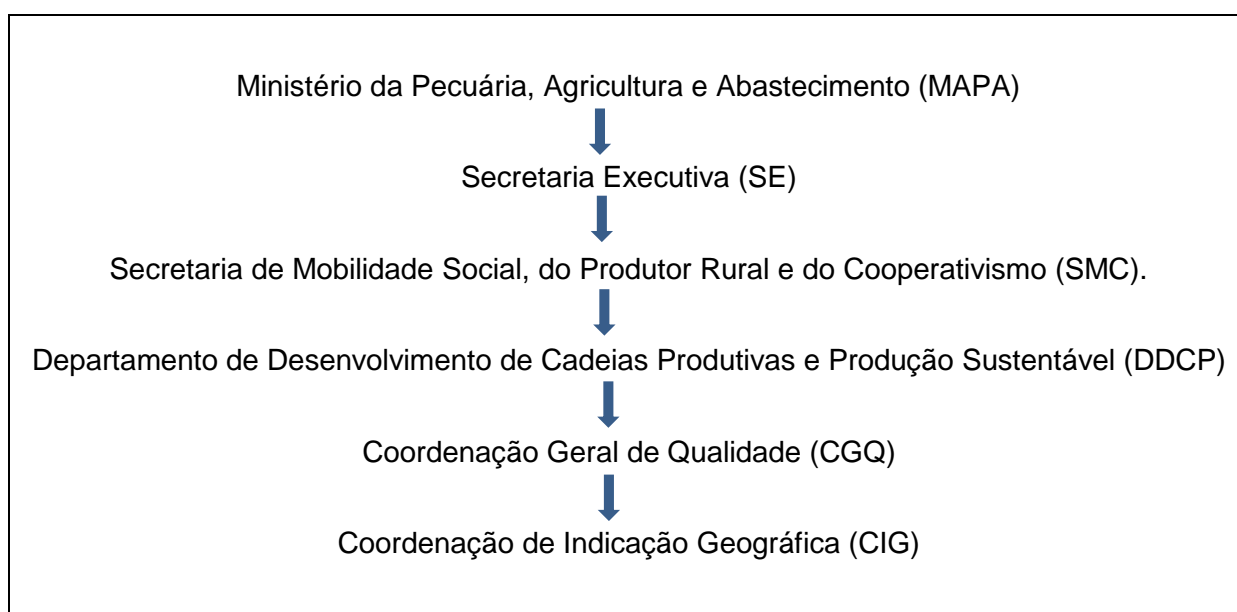 Ministério da Pecuária, Agricultura e Abastecimento (MAPA)
Secretaria Executiva (SE)
Secretaria de Mobilidade Social, do Produtor Rural e do Cooperativismo (SMC).
Departamento de Desenvolvimento de Cadeias Produtivas e Produção Sustentável (DDCP)
Coordenação Geral de Qualidade (CGQ)
Coordenação de Indicação Geográfica (CIG)